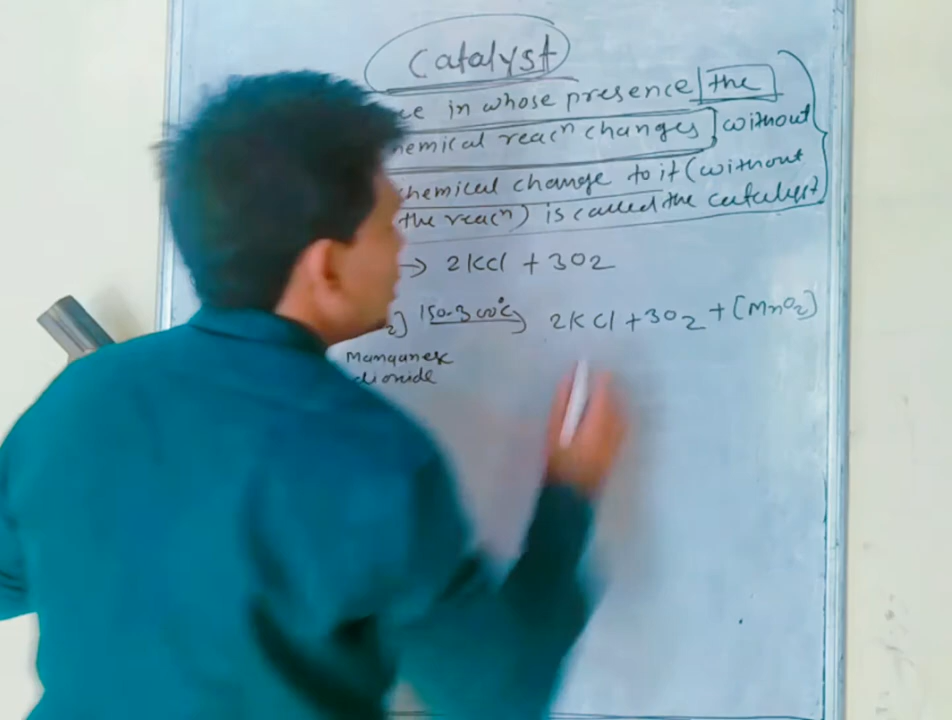 Catalyst
ce in whose presence the
hemical reacⁿ changes without
chemical change to it (without
the reacⁿ) is called the catalyst
→ 2KCl + 3O2
2] 150-300°C → 2KCl + 3O2 + [MnO2]
Manganese
dioxide